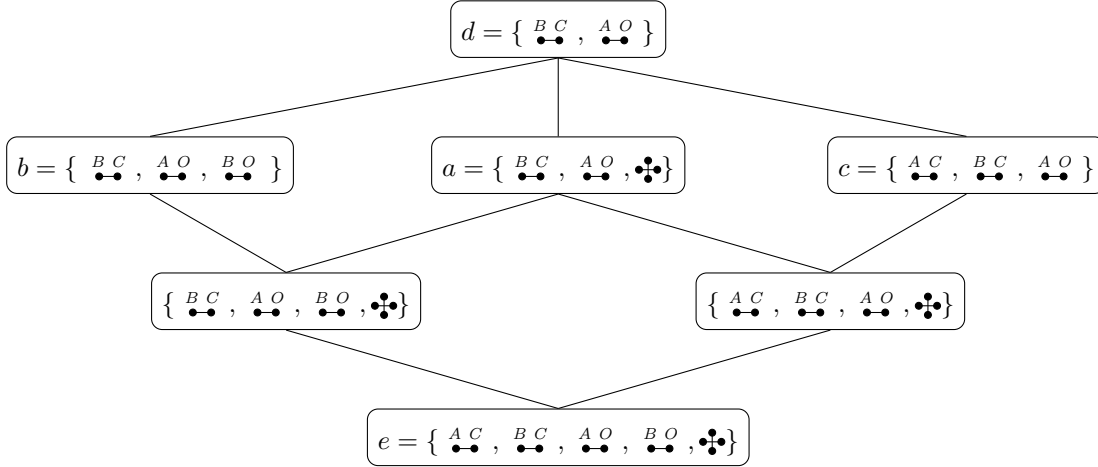 d = { B C , A O }
b = { B C , A O , B O }
a = { B C , A O , }
c = { A C , B C , A O }
{ B C , A O , B O , }
{ A C , B C , A O , }
e = { A C , B C , A O , B O , }